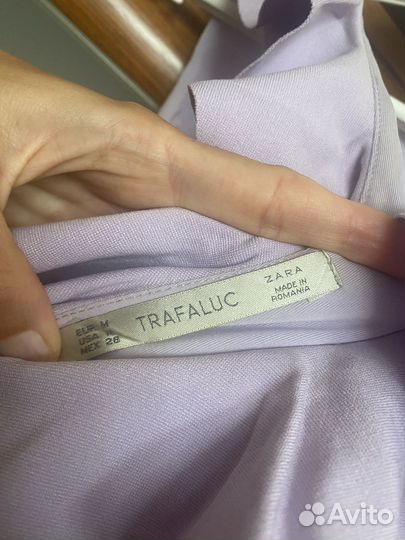 EUR M
USA M
MEX 28
TRAFALUC
ZARA
MADE IN
ROMANIA
Avito